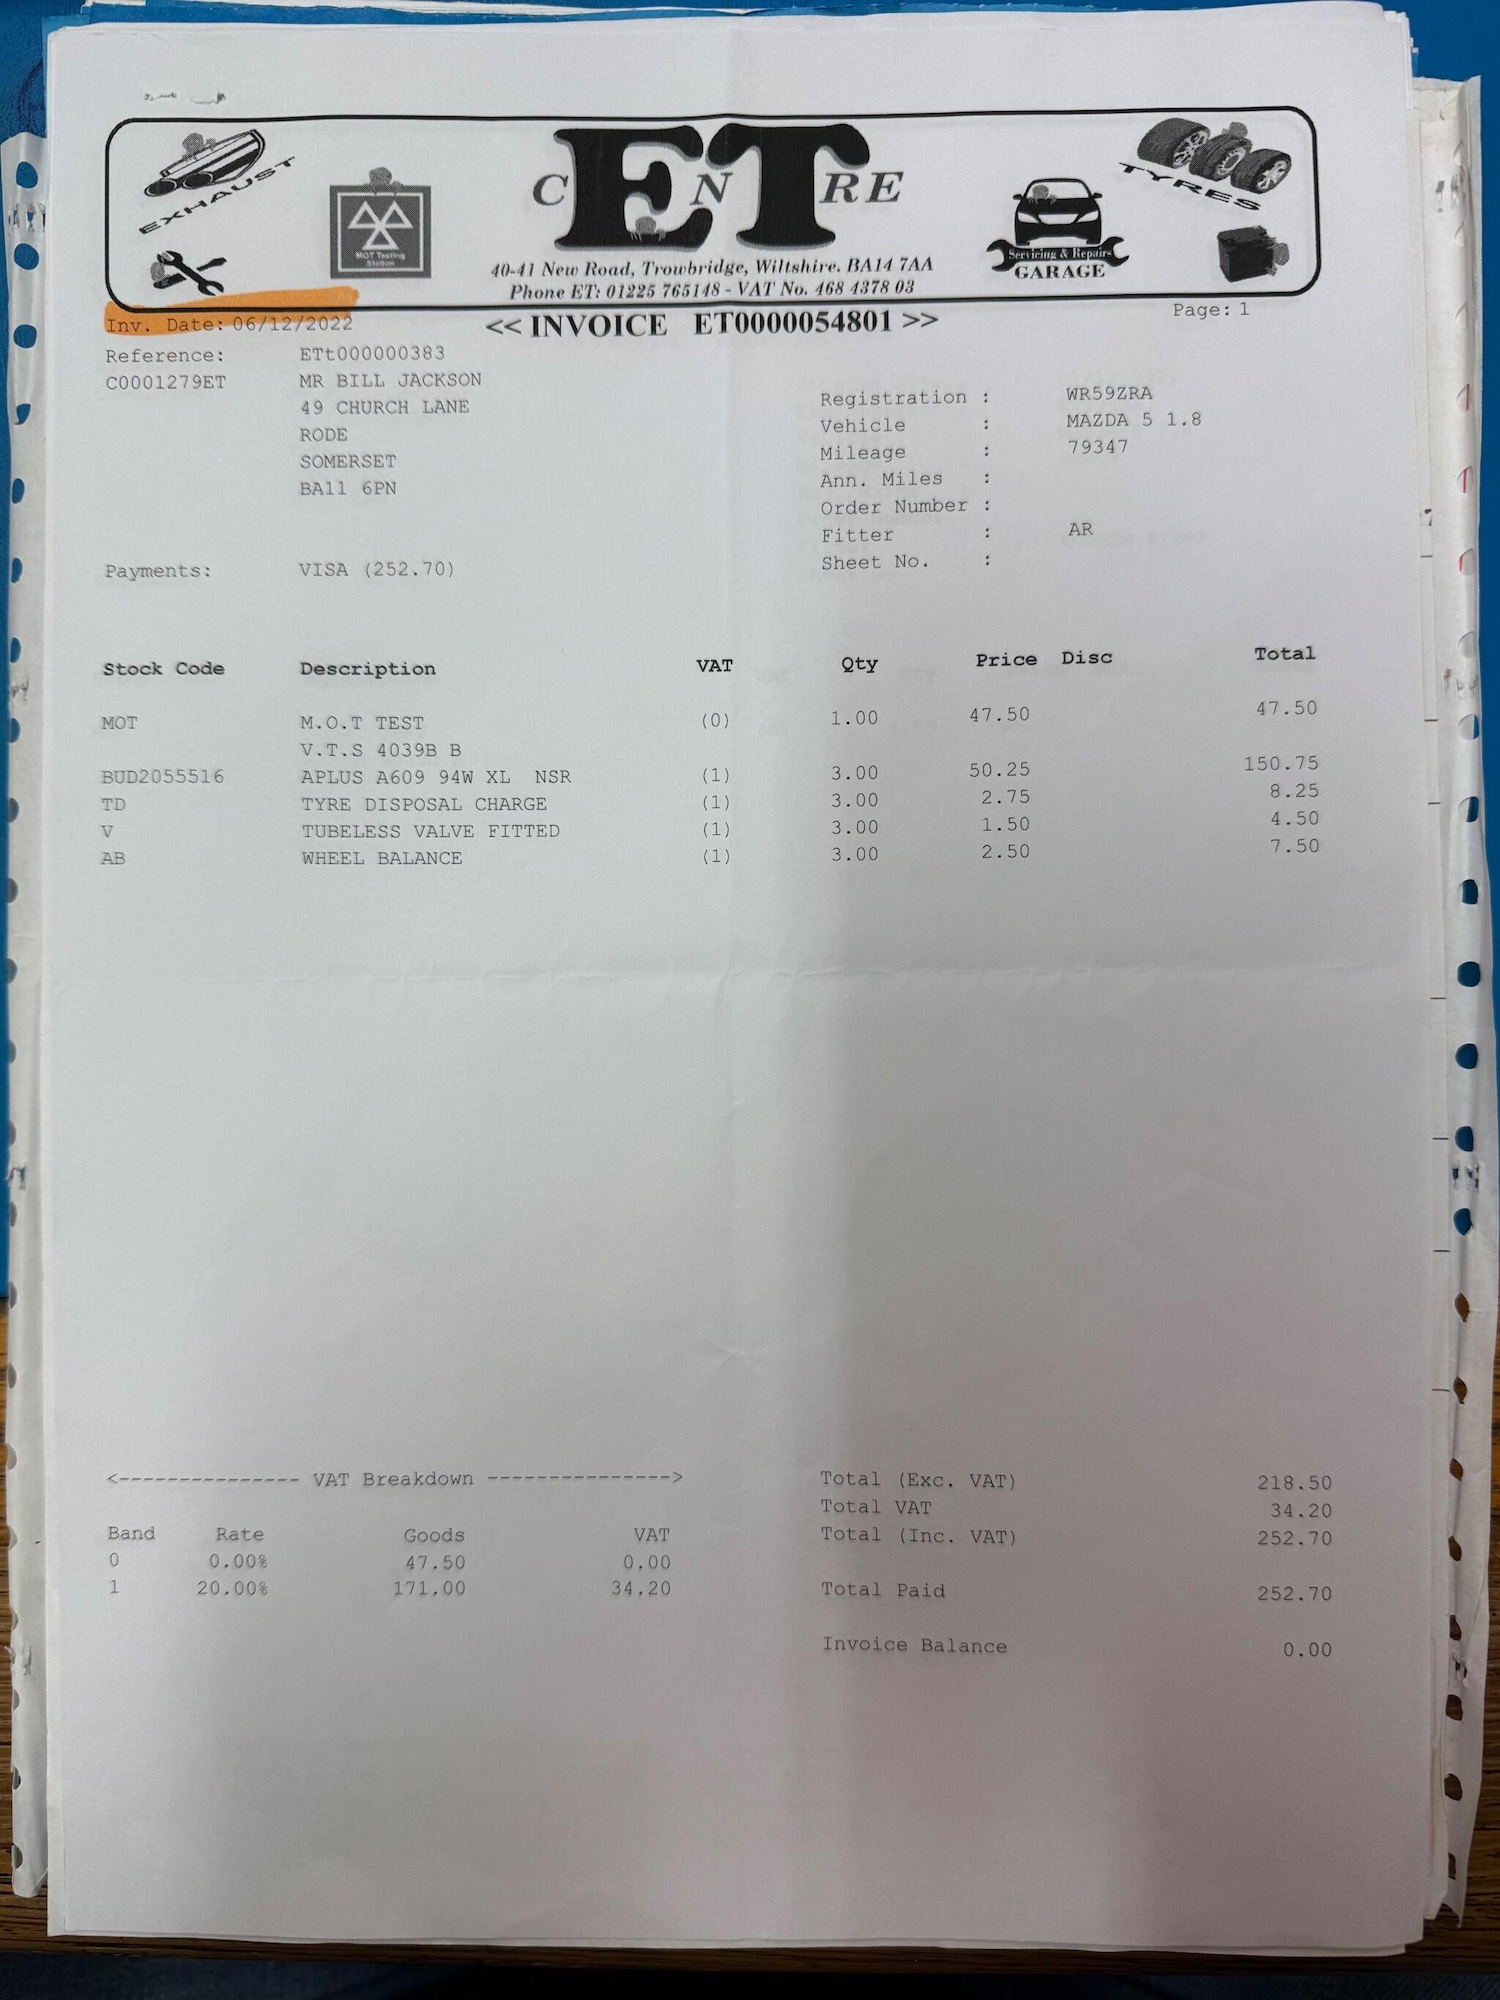 EXHAUST
MOT Testing
Station
CENTRE
40-41 New Road, Trowbridge, Wiltshire. BA14 7AA
Phone ET: 01225 765148 - VAT No. 468 4378 03
Servicing & Repairs
GARAGE
TYRES
Inv. Date: 06/12/2022 << INVOICE ET0000054801 >> Page: 1
Reference: ETt000000383
C0001279ET MR BILL JACKSON
49 CHURCH LANE
RODE
SOMERSET
BA11 6PN
Registration : WR59ZRA
Vehicle : MAZDA 5 1.8
Mileage : 79347
Ann. Miles :
Order Number :
Fitter : AR
Sheet No. :
Payments: VISA (252.70)
Stock Code Description VAT Qty Price Disc Total
MOT M.O.T TEST (0) 1.00 47.50 47.50
V.T.S 4039B B
BUD2055516 APLUS A609 94W XL NSR (1) 3.00 50.25 150.75
TD TYRE DISPOSAL CHARGE (1) 3.00 2.75 8.25
V TUBELESS VALVE FITTED (1) 3.00 1.50 4.50
AB WHEEL BALANCE (1) 3.00 2.50 7.50
<--------------- VAT Breakdown --------------->
Band Rate Goods VAT
0 0.00% 47.50 0.00
1 20.00% 171.00 34.20
Total (Exc. VAT) 218.50
Total VAT 34.20
Total (Inc. VAT) 252.70
Total Paid 252.70
Invoice Balance 0.00